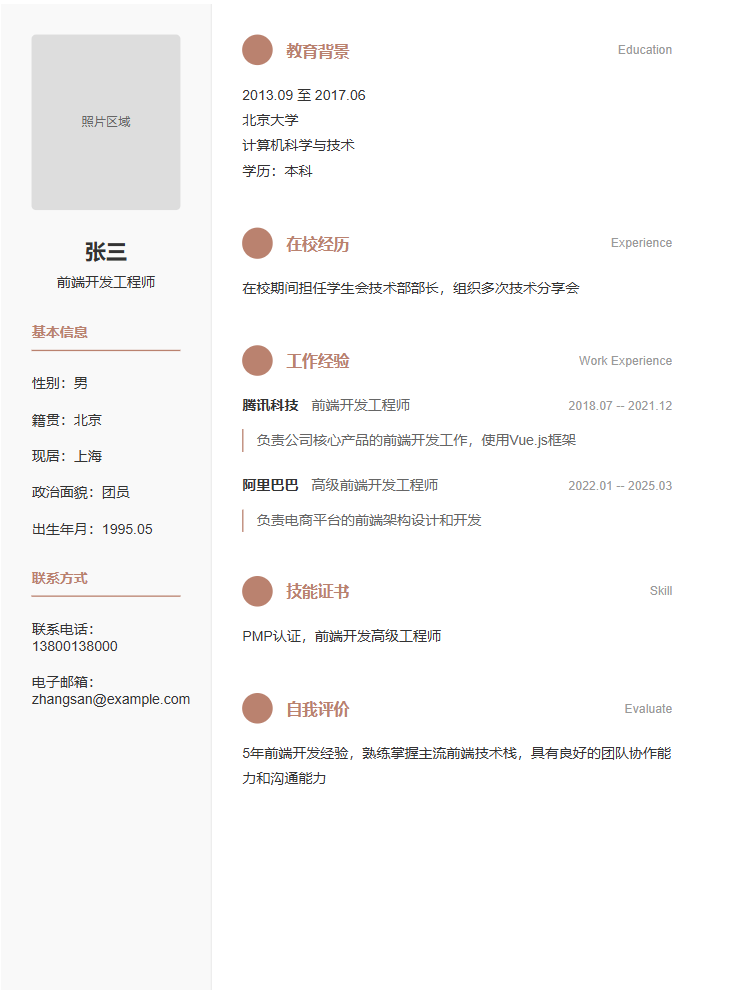 照片区域
张三
前端开发工程师
基本信息
性别：男
籍贯：北京
现居：上海
政治面貌：团员
出生年月：1995.05
联系方式
联系电话：
13800138000
电子邮箱：
zhangsan@example.com
教育背景 Education
2013.09 至 2017.06
北京大学
计算机科学与技术
学历：本科
在校经历 Experience
在校期间担任学生会技术部部长，组织多次技术分享会
工作经验 Work Experience
腾讯科技 前端开发工程师 2018.07 -- 2021.12
负责公司核心产品的前端开发工作，使用Vue.js框架
阿里巴巴 高级前端开发工程师 2022.01 -- 2025.03
负责电商平台的前端架构设计和开发
技能证书 Skill
PMP认证，前端开发高级工程师
自我评价 Evaluate
5年前端开发经验，熟练掌握主流前端技术栈，具有良好的团队协作能
力和沟通能力